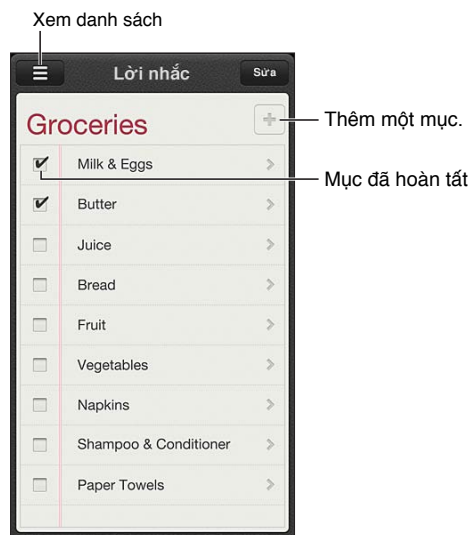 Xem danh sách
Lời nhắc
Sửa
Groceries
Thêm một mục.
Milk & Eggs
Mục đã hoàn tất
Butter
Juice
Bread
Fruit
Vegetables
Napkins
Shampoo & Conditioner
Paper Towels